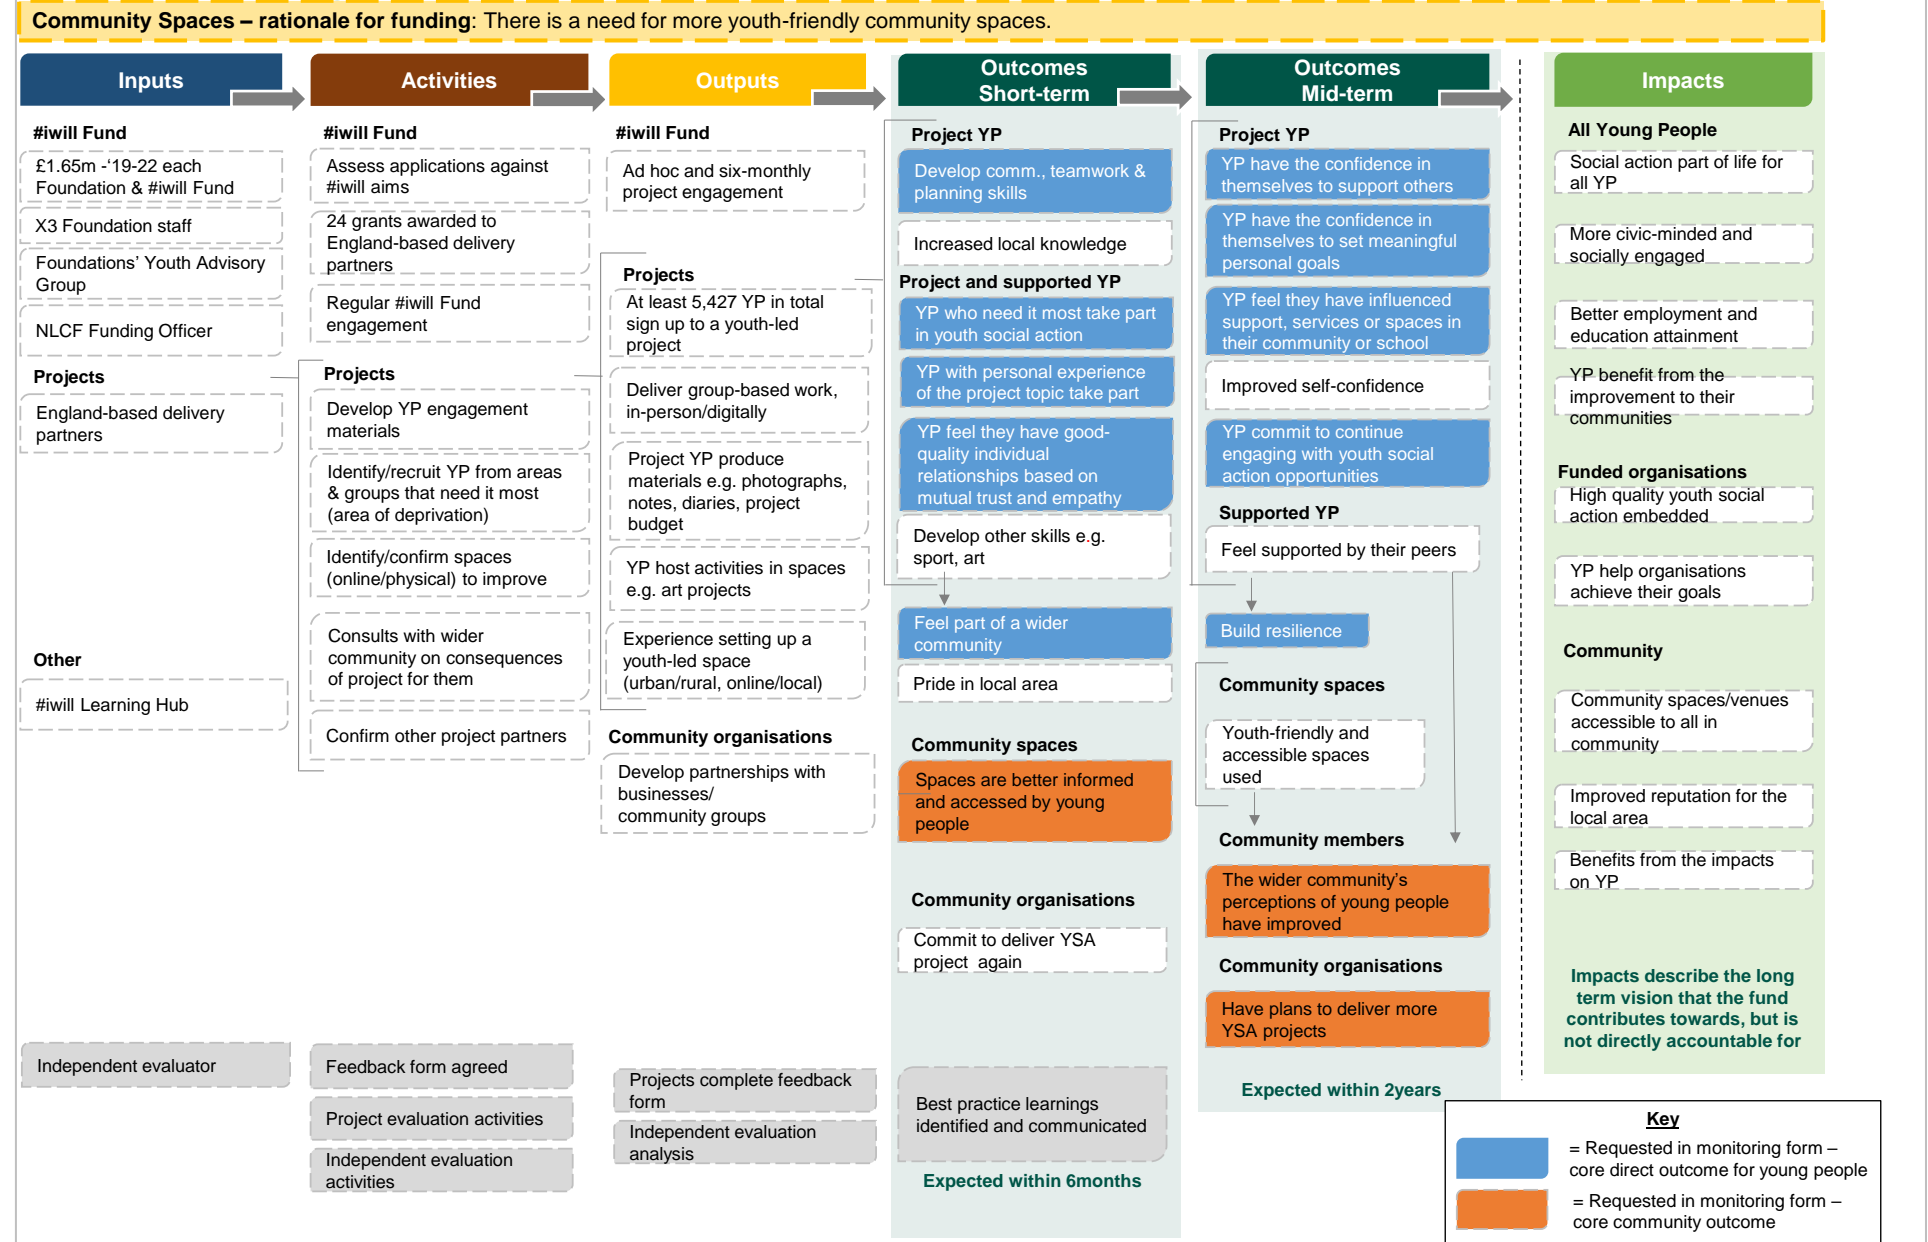 Community Spaces – rationale for funding: There is a need for more youth-friendly community spaces.
Inputs
#iwill Fund
£1.65m -‘19-22 each
Foundation & #iwill Fund
X3 Foundation staff
Foundations’ Youth Advisory
Group
NLCF Funding Officer
Projects
England-based delivery
partners
Other
#iwill Learning Hub
Independent evaluator
Activities
#iwill Fund
Assess applications against
#iwill aims
24 grants awarded to
England-based delivery
partners
Regular #iwill Fund
engagement
Projects
Develop YP engagement
materials
Identify/recruit YP from areas
& groups that need it most
(area of deprivation)
Identify/confirm spaces
(online/physical) to improve
Consults with wider
community on consequences
of project for them
Confirm other project partners
Feedback form agreed
Project evaluation activities
Independent evaluation
activities
Outputs
#iwill Fund
Ad hoc and six-monthly
project engagement
Projects
At least 5,427 YP in total
sign up to a youth-led
project
Deliver group-based work,
in-person/digitally
Project YP produce
materials e.g. photographs,
notes, diaries, project
budget
YP host activities in spaces
e.g. art projects
Experience setting up a
youth-led space
(urban/rural, online/local)
Community organisations
Develop partnerships with
businesses/
community groups
Projects complete feedback
form
Independent evaluation
analysis
Outcomes
Short-term
Project YP
Develop comm., teamwork &
planning skills
Increased local knowledge
Project and supported YP
YP who need it most take part
in youth social action
YP with personal experience
of the project topic take part
YP feel they have good-
quality individual
relationships based on
mutual trust and empathy
Develop other skills e.g.
sport, art
Feel part of a wider
community
Pride in local area
Community spaces
Spaces are better informed
and accessed by young
people
Community organisations
Commit to deliver YSA
project again
Best practice learnings
identified and communicated
Expected within 6months
Outcomes
Mid-term
Project YP
YP have the confidence in
themselves to support others
YP have the confidence in
themselves to set meaningful
personal goals
YP feel they have influenced
support, services or spaces in
their community or school
Improved self-confidence
YP commit to continue
engaging with youth social
action opportunities
Supported YP
Feel supported by their peers
Build resilience
Community spaces
Youth-friendly and
accessible spaces
used
Community members
The wider community’s
perceptions of young people
have improved
Community organisations
Have plans to deliver more
YSA projects
Expected within 2years
Impacts
All Young People
Social action part of life for
all YP
More civic-minded and
socially engaged
Better employment and
education attainment
YP benefit from the
improvement to their
communities
Funded organisations
High quality youth social
action embedded
YP help organisations
achieve their goals
Community
Community spaces/venues
accessible to all in
community
Improved reputation for the
local area
Benefits from the impacts
on YP
Impacts describe the long
term vision that the fund
contributes towards, but is
not directly accountable for
Key
= Requested in monitoring form –
core direct outcome for young people
= Requested in monitoring form –
core community outcome